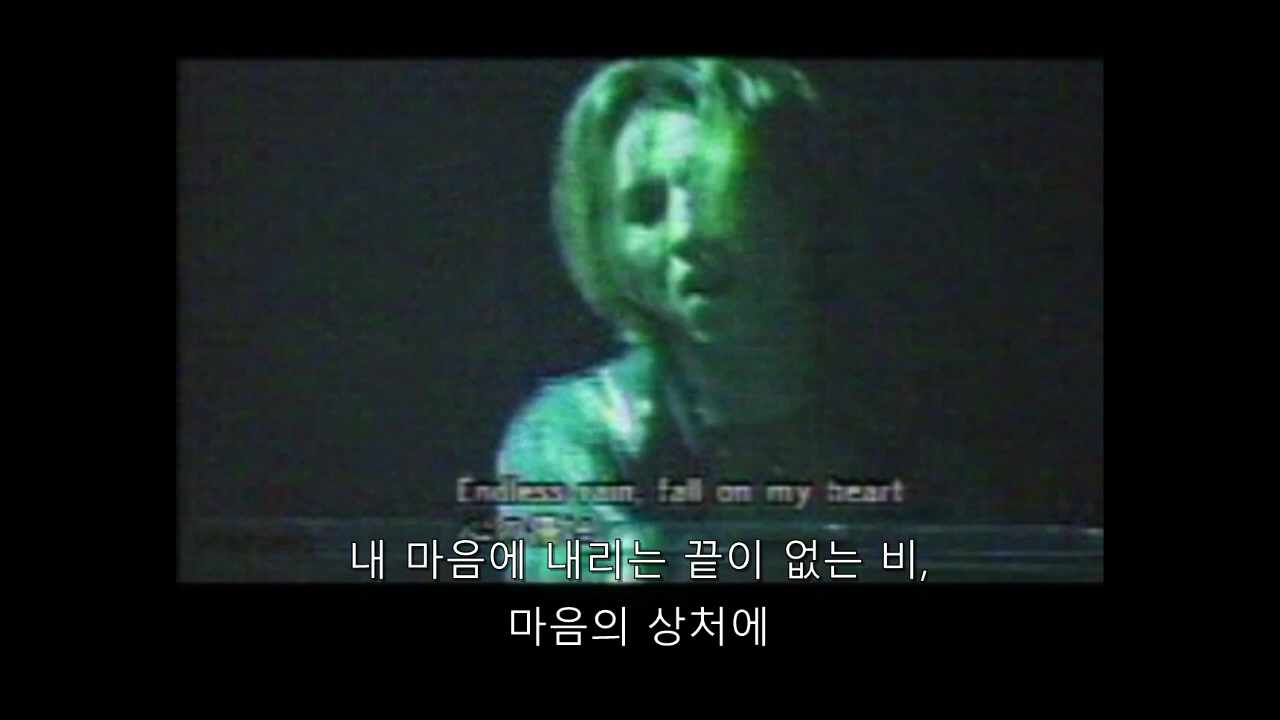 Endless rain, fall on my heart
내 마음에 내리는 끝이 없는 비,
마음의 상처에